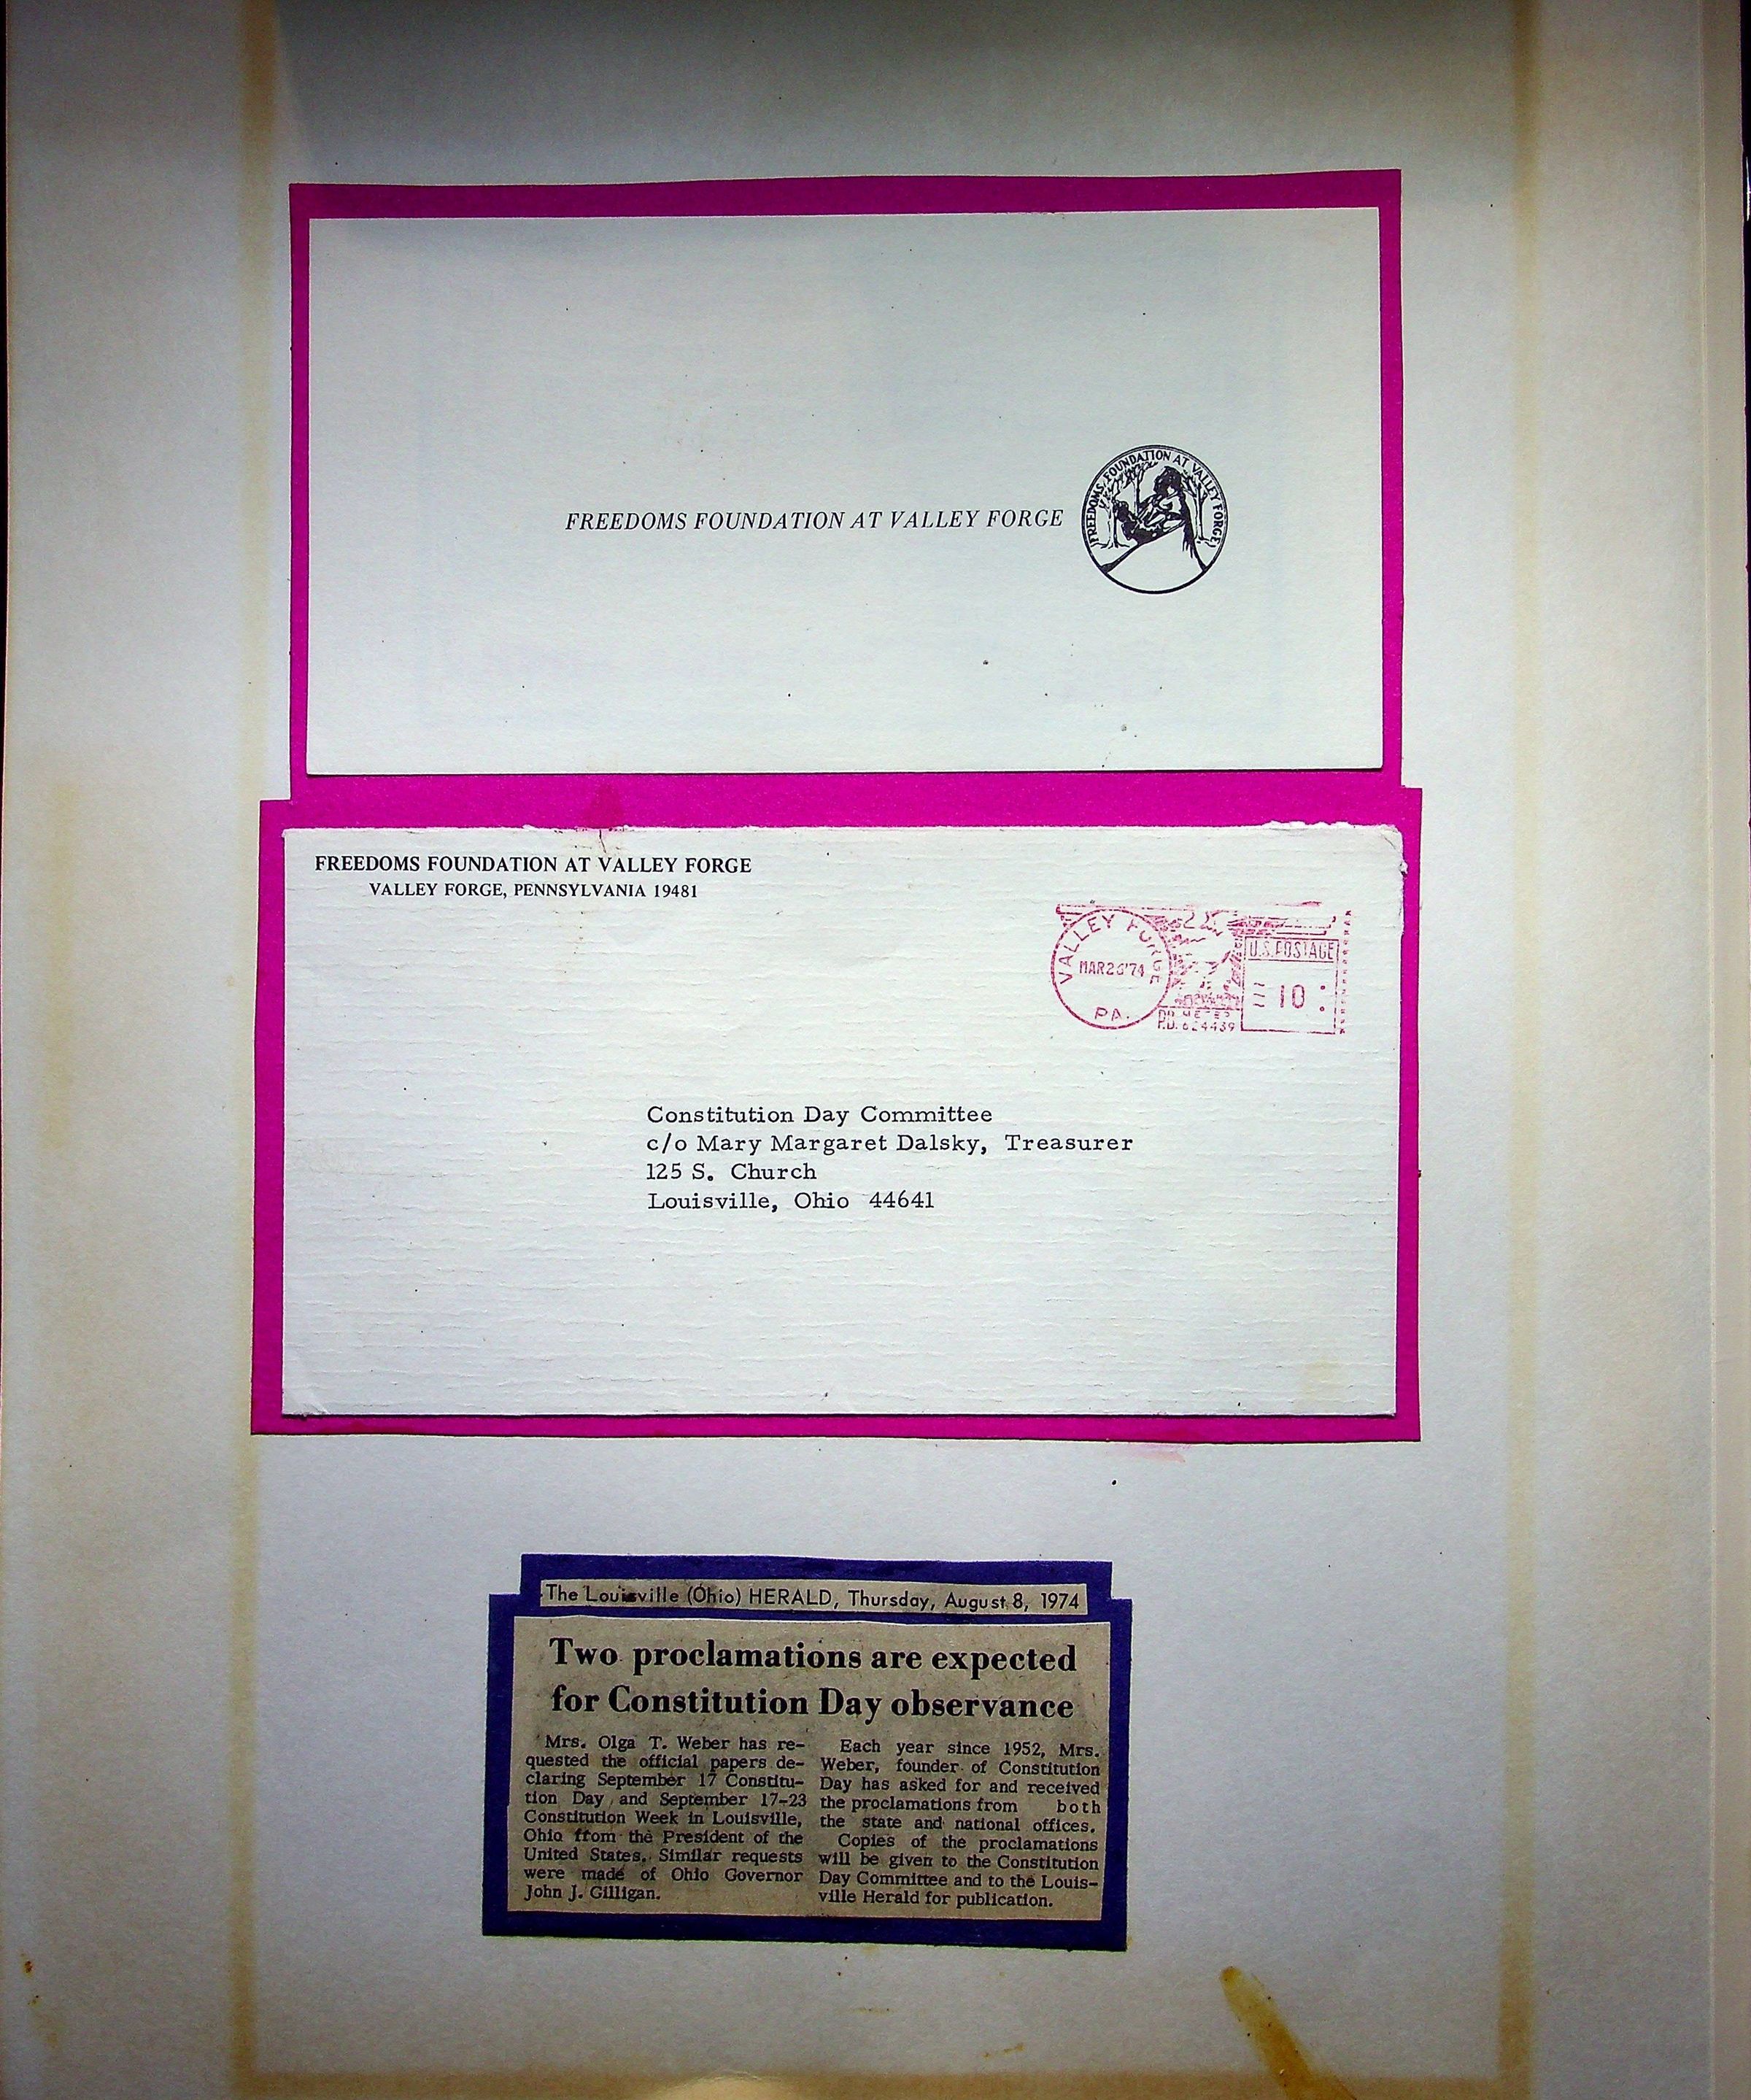 FREEDOMS FOUNDATION AT VALLEY FORGE
FREEDOMS FOUNDATION AT VALLEY FORGE
FREEDOMS FOUNDATION AT VALLEY FORGE
VALLEY FORGE, PENNSYLVANIA 19481
VALLEY FORGE
MAR26'74
PA.
U.S.POSTAGE
10
METER
Constitution Day Committee
c/o Mary Margaret Dalsky, Treasurer
125 S. Church
Louisville, Ohio 44641
The Louisville (Ohio) HERALD, Thursday, August 8, 1974
Two proclamations are expected
for Constitution Day observance
Mrs. Olga T. Weber has re-
quested the official papers de-
claring September 17 Constitu-
tion Day and September 17-23
Constitution Week in Louisville,
Ohio from the President of the
United States. Similar requests
were made of Ohio Governor
John J. Gilligan.
Each year since 1952, Mrs.
Weber, founder of Constitution
Day has asked for and received
the proclamations from both
the state and national offices.
Copies of the proclamations
will be given to the Constitution
Day Committee and to the Louis-
ville Herald for publication.